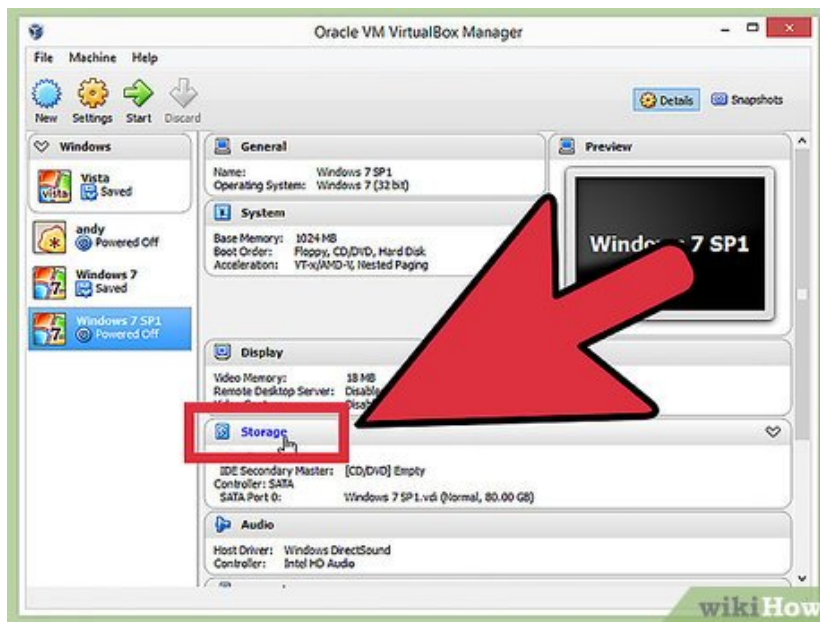 Oracle VM VirtualBox Manager
File Machine Help
New Settings Start Discard
Details Snapshots
Windows
Vista
Saved
andy
Powered Off
Windows 7
Saved
Windows 7 SP1
Powered Off
General
Name: Windows 7 SP1
Operating System: Windows 7 (32 bit)
System
Base Memory: 1024 MB
Boot Order: Floppy, CD/DVD, Hard Disk
Acceleration: VT-x/AMD-V, Nested Paging
Preview
7 SP1
Display
Video Memory: 18 MB
Remote Desktop Server:
Storage
IDE Secondary Master: [CD/DVD] Empty
Controller: SATA
SATA Port 0: Windows 7 SP1.vdi (Normal, 80.00 GB)
Audio
Host Driver: Windows DirectSound
Controller: Intel HD Audio
wikiHow